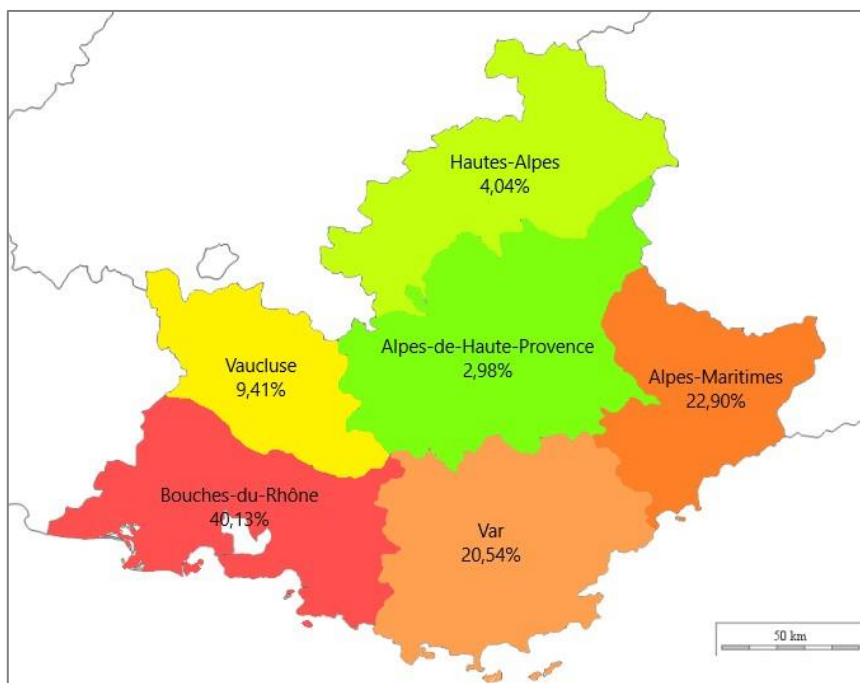 Hautes-Alpes
4,04%
Alpes-de-Haute-Provence
2,98%
Vaucluse
9,41%
Alpes-Maritimes
22,90%
Bouches-du-Rhône
40,13%
Var
20,54%
50 km